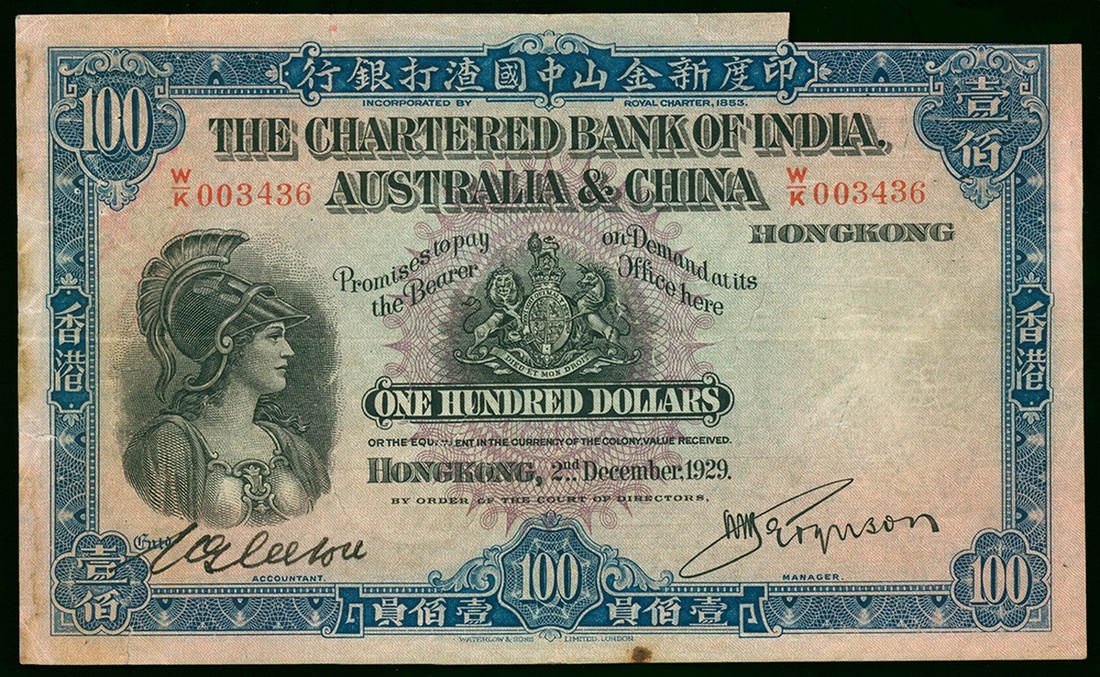 印度新金山中國渣打銀行
100
壹佰
INCORPORATED BY ROYAL CHARTER, 1853.
THE CHARTERED BANK OF INDIA,
AUSTRALIA & CHINA
W/K 003436
W/K 003436
HONGKONG
Promises to pay on Demand at its
the Bearer Office here
DIEU ET MON DROIT
香港
香港
ONE HUNDRED DOLLARS
OR THE EQUIVALENT IN THE CURRENCY OF THE COLONY, VALUE RECEIVED.
HONGKONG, 2nd December, 1929.
BY ORDER OF THE COURT OF DIRECTORS,
Entd
ACCOUNTANT.
MANAGER.
壹佰
100
100
壹佰員
壹佰員
WATERLOW & SONS LIMITED, LONDON